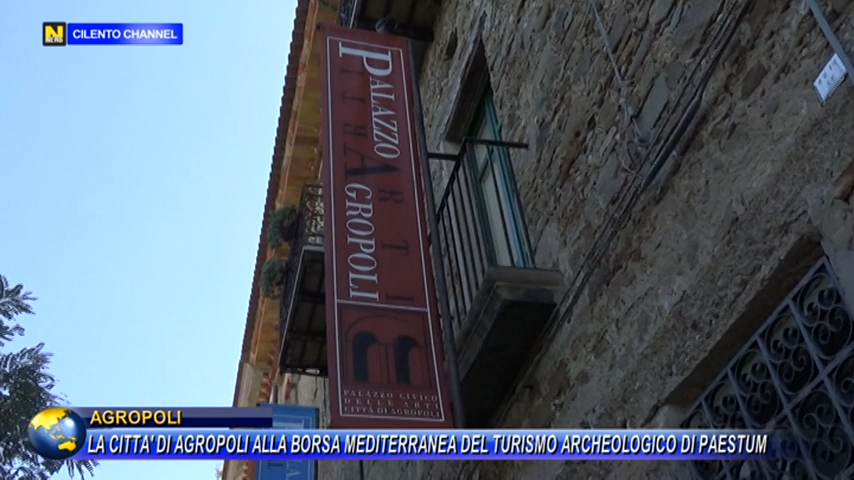 N
NEWS
CILENTO CHANNEL
PALAZZO AGROPOLI
ARTI
PALAZZO CIVICO
DELLE ARTI
CITTÀ DI AGROPOLI
AGROPOLI
LA CITTA' DI AGROPOLI ALLA BORSA MEDITERRANEA DEL TURISMO ARCHEOLOGICO DI PAESTUM